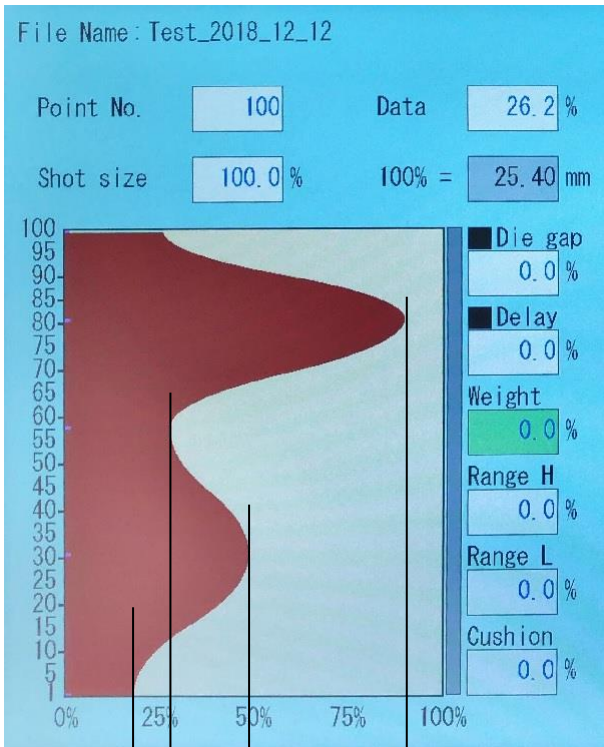 File Name:Test_2018_12_12
Point No. 100 Data 26.2 %
Shot size 100.0 % 100% = 25.40 mm
100
95
90
85
80
75
70
65
60
55
50
45
40
35
30
25
20
15
10
5
1
0% 25% 50% 75% 100%
Die gap
0.0 %
Delay
0.0 %
Weight
0.0 %
Range H
0.0 %
Range L
0.0 %
Cushion
0.0 %